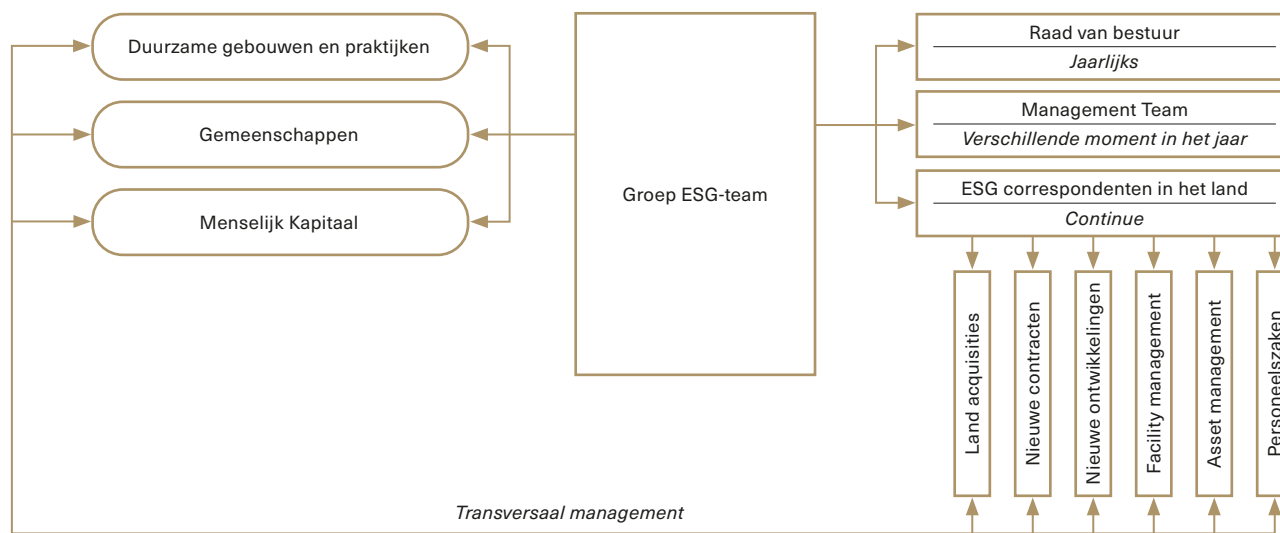 Duurzame gebouwen en praktijken
Gemeenschappen
Menselijk Kapitaal
Groep ESG-team
Raad van bestuur
Jaarlijks
Management Team
Verschillende moment in het jaar
ESG correspondenten in het land
Continue
Land acquisities
Nieuwe contracten
Nieuwe ontwikkelingen
Facility management
Asset management
Personeelszaken
Transversaal management